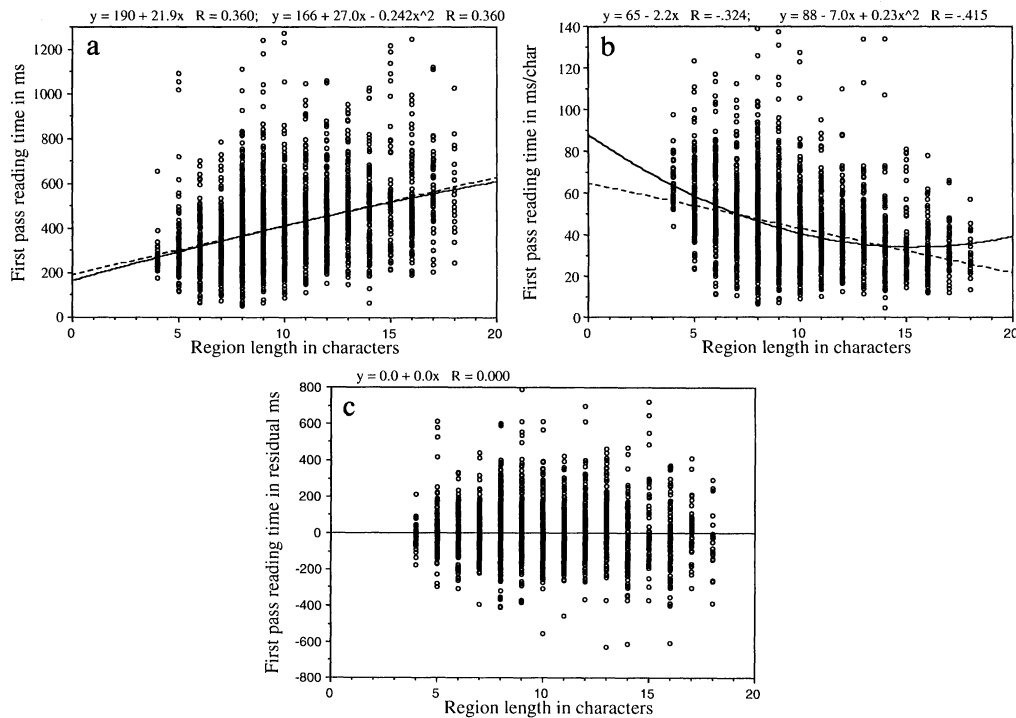 y = 190 + 21.9x R = 0.360; y = 166 + 27.0x - 0.242x^2 R = 0.360
a
First pass reading time in ms
1200
1000
800
600
400
200
0
0 5 10 15 20
Region length in characters
y = 65 - 2.2x R = -.324; y = 88 - 7.0x + 0.23x^2 R = -.415
b
First pass reading time in ms/char
140
120
100
80
60
40
20
0
0 5 10 15 20
Region length in characters
y = 0.0 + 0.0x R = 0.000
c
First pass reading time in residual ms
800
600
400
200
0
-200
-400
-600
-800
0 5 10 15 20
Region length in characters